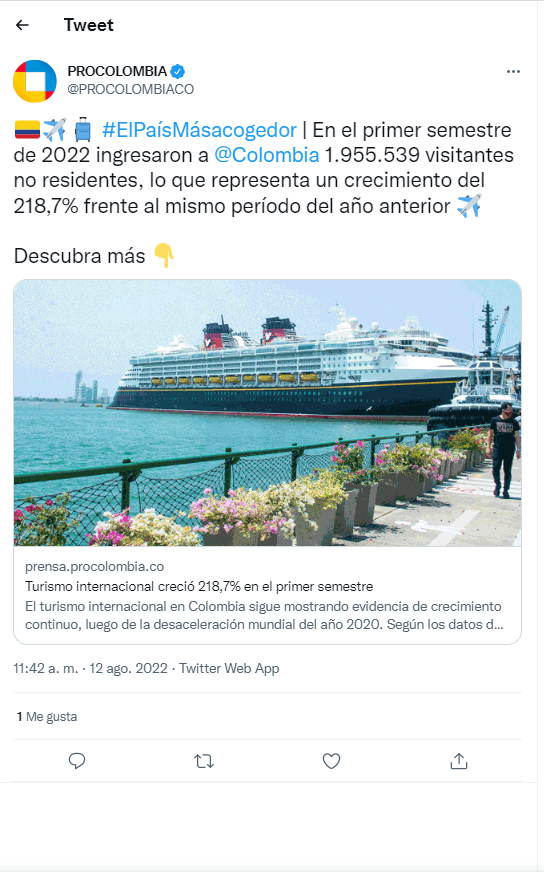 Tweet
PROCOLOMBIA
@PROCOLOMBIACO
#ElPaísMásacogedor | En el primer semestre
de 2022 ingresaron a @Colombia 1.955.539 visitantes
no residentes, lo que representa un crecimiento del
218,7% frente al mismo período del año anterior
Descubra más
prensa.procolombia.co
Turismo internacional creció 218,7% en el primer semestre
El turismo internacional en Colombia sigue mostrando evidencia de crecimiento
continuo, luego de la desaceleración mundial del año 2020. Según los datos d...
11:42 a. m. · 12 ago. 2022 · Twitter Web App
1 Me gusta